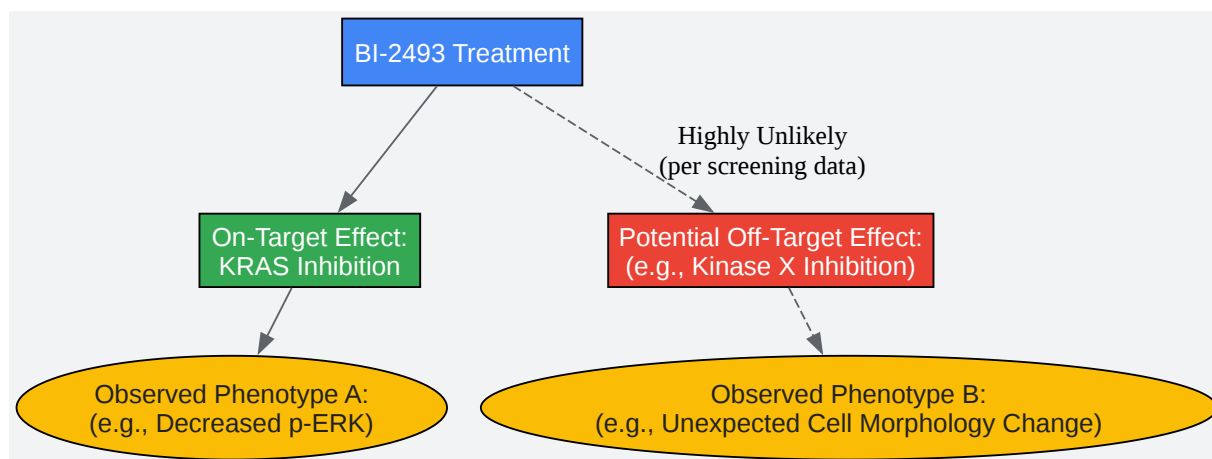 BI-2493 Treatment
Highly Unlikely
(per screening data)
On-Target Effect:
KRAS Inhibition
Potential Off-Target Effect:
(e.g., Kinase X Inhibition)
Observed Phenotype A:
(e.g., Decreased p-ERK)
Observed Phenotype B:
(e.g., Unexpected Cell Morphology Change)